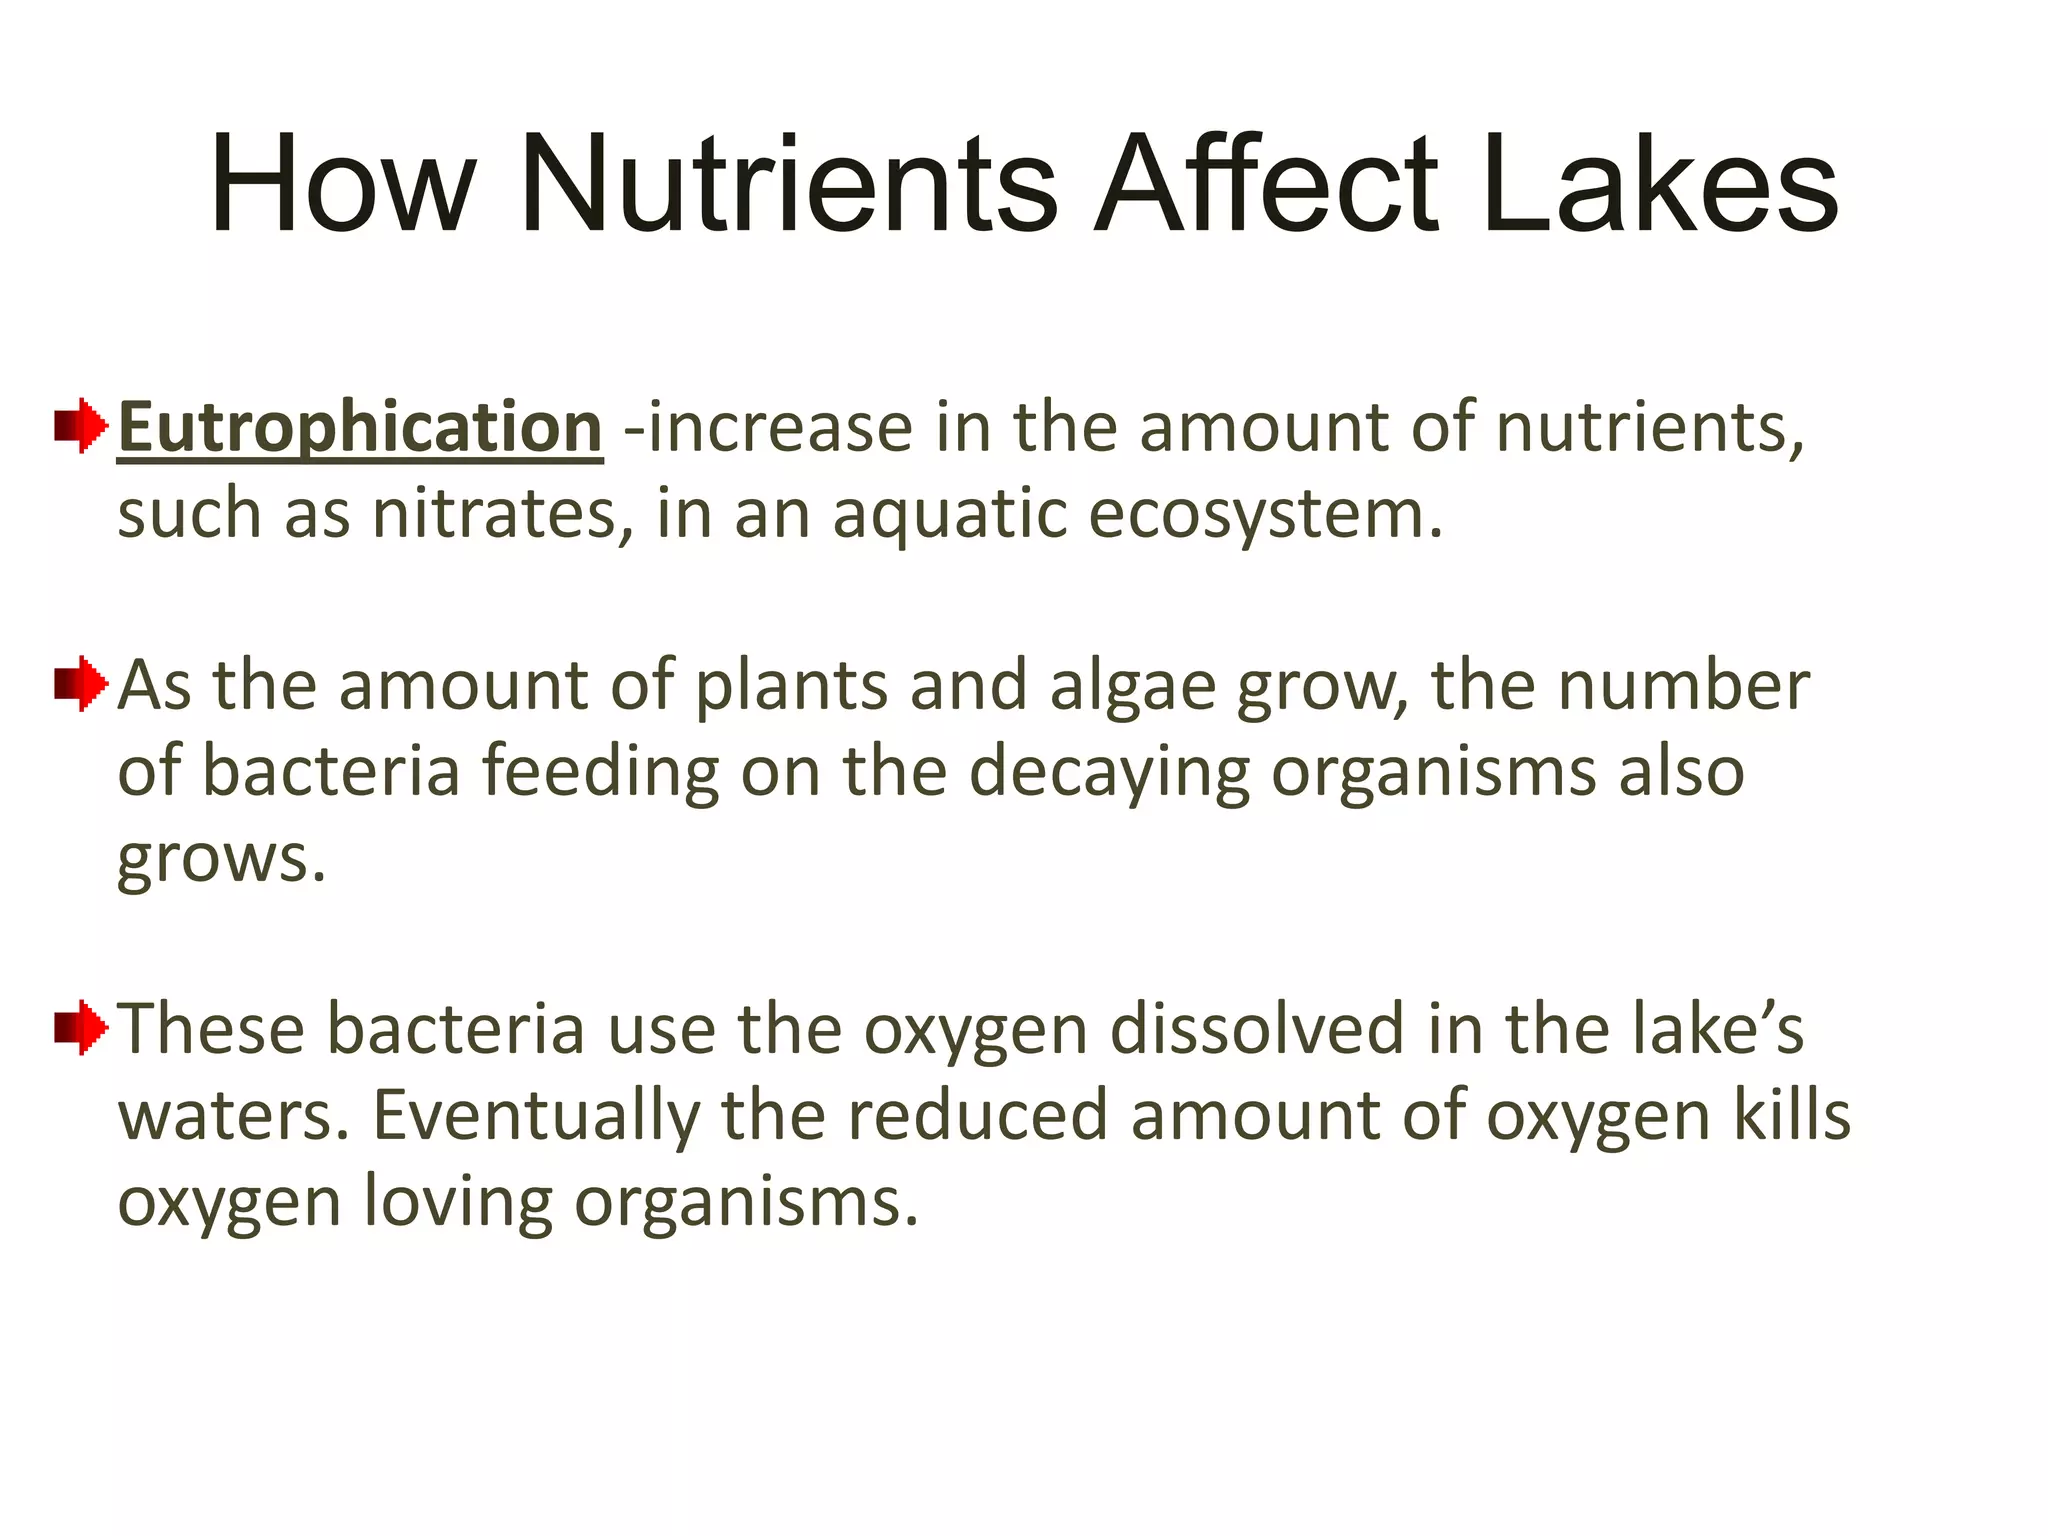 How Nutrients Affect Lakes
Eutrophication -increase in the amount of nutrients,
such as nitrates, in an aquatic ecosystem.
As the amount of plants and algae grow, the number
of bacteria feeding on the decaying organisms also
grows.
These bacteria use the oxygen dissolved in the lake’s
waters. Eventually the reduced amount of oxygen kills
oxygen loving organisms.